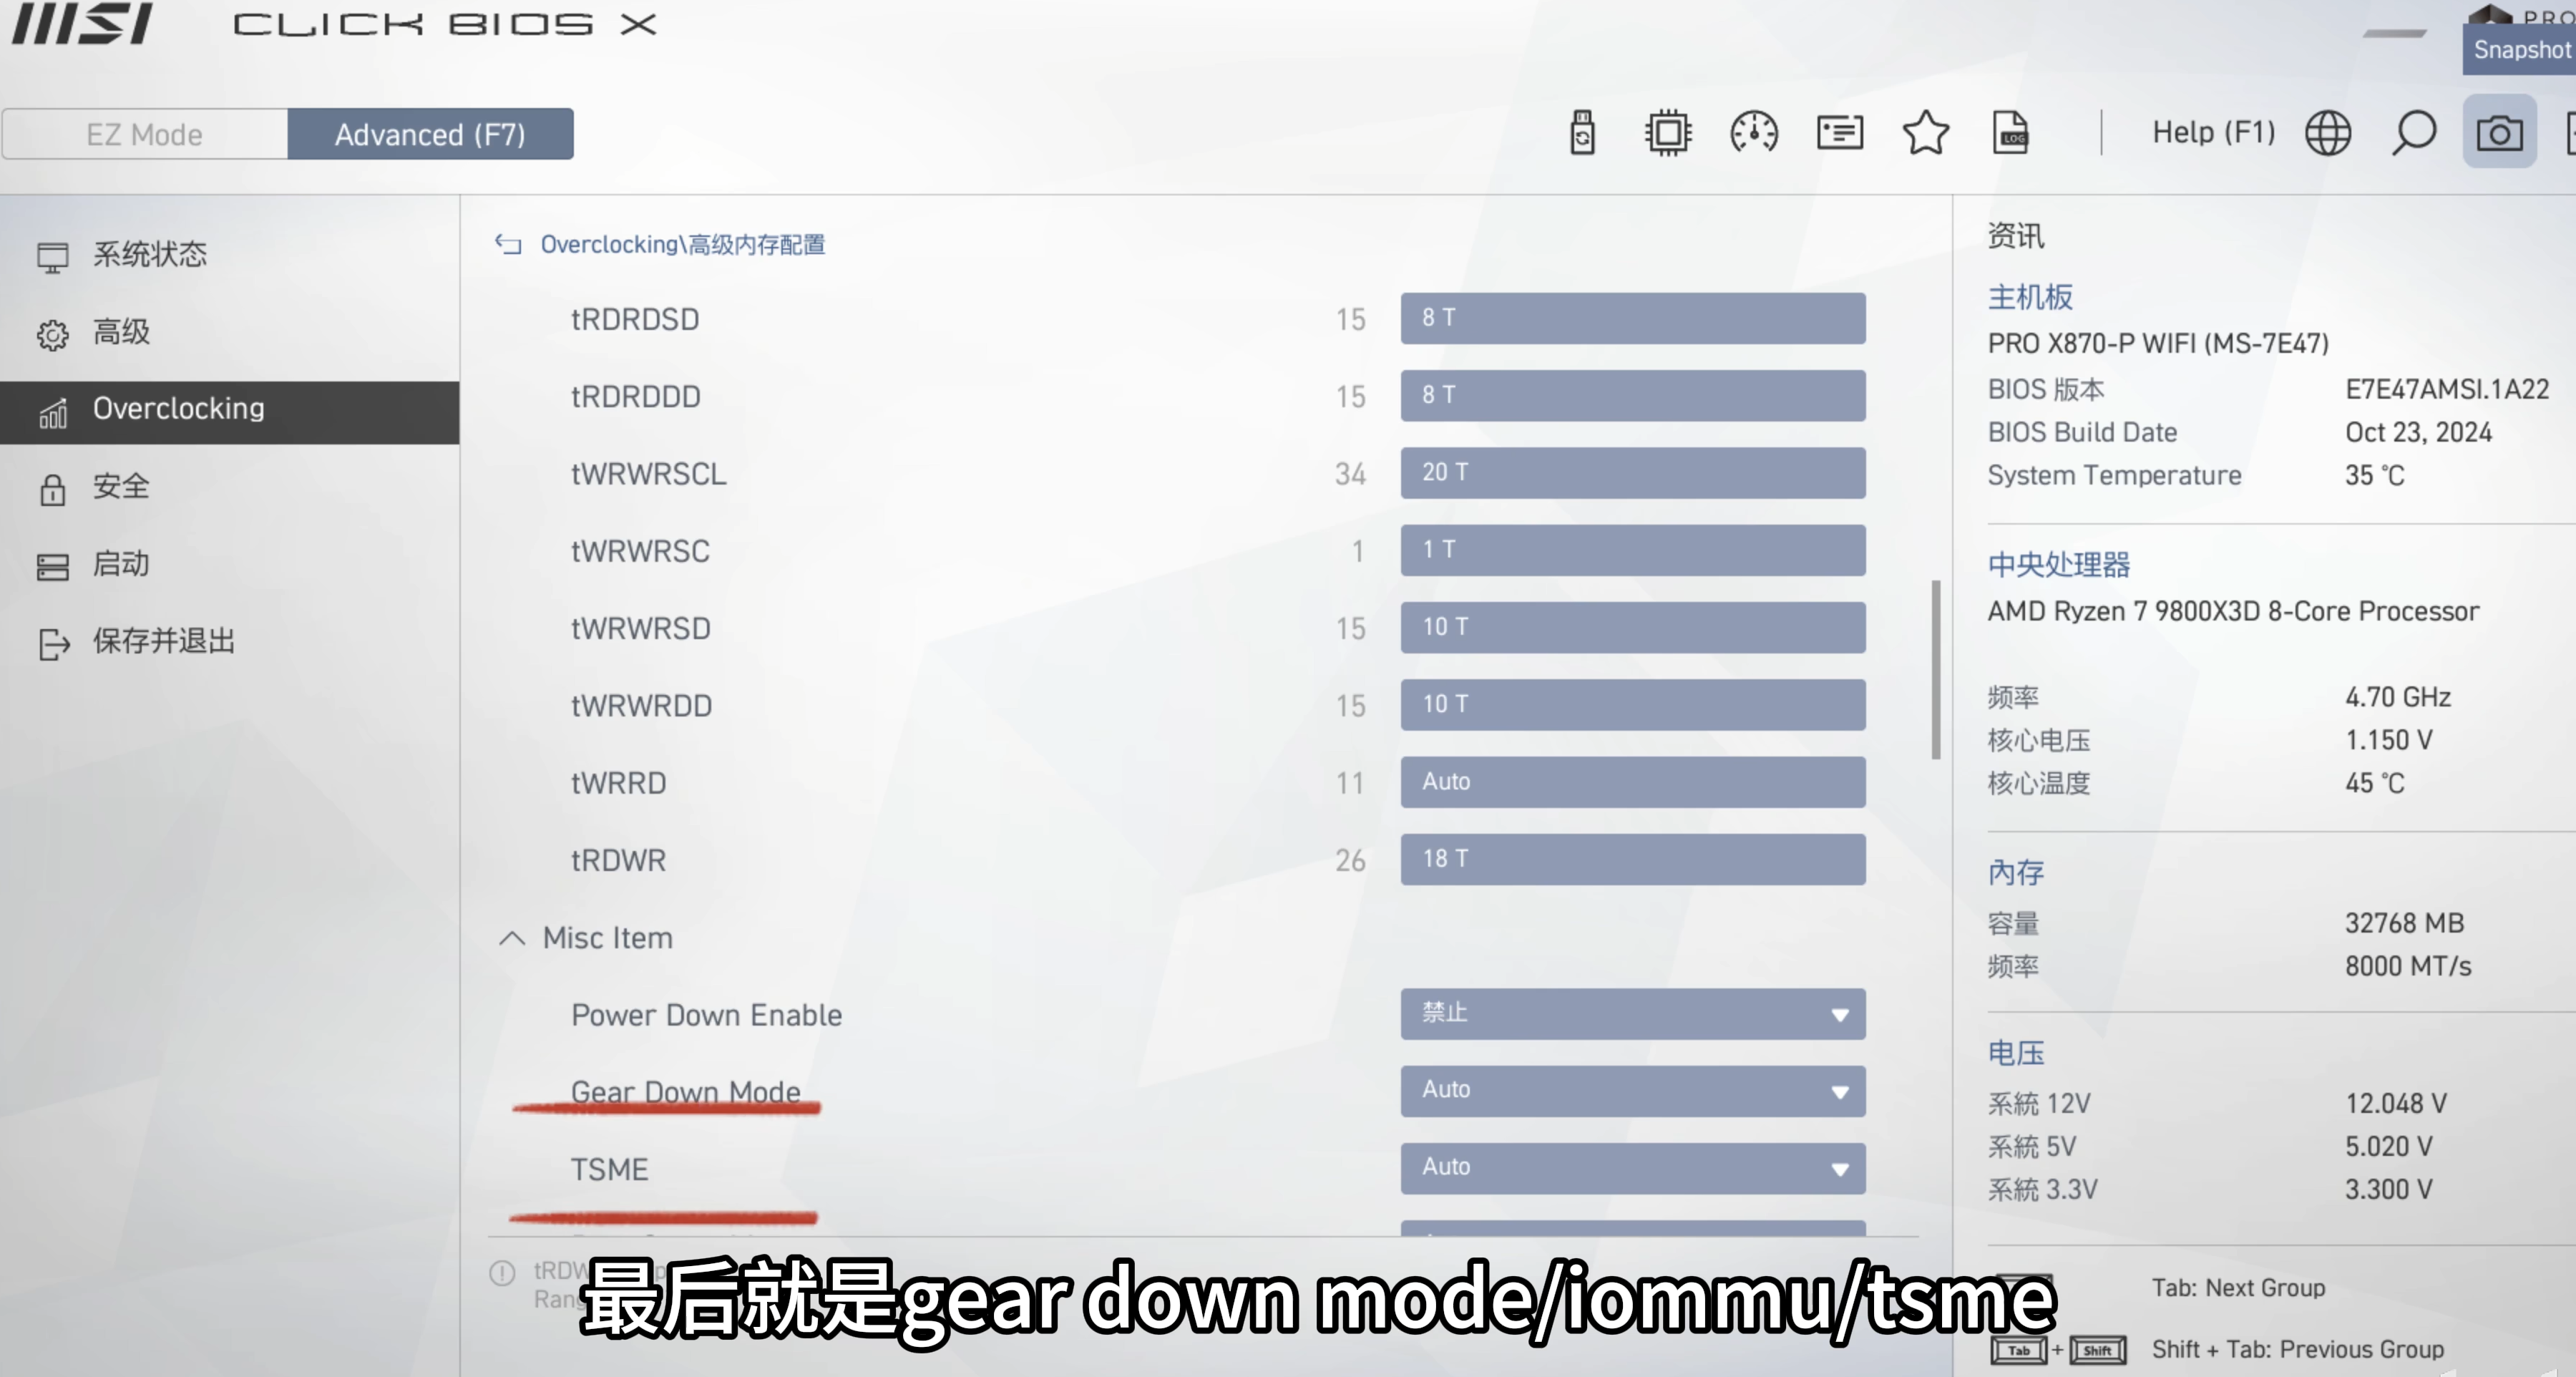 msi CLICK BIOS X
PRO
Snapshot
EZ Mode
Advanced (F7)
LOG
Help (F1)
系统状态
高级
Overclocking
安全
启动
保存并退出
Overclocking\高级内存配置
tRDRDSD 15 8 T
tRDRDDD 15 8 T
tWRWRSCL 34 20 T
tWRWRSC 1 1 T
tWRWRSD 15 10 T
tWRWRDD 15 10 T
tWRRD 11 Auto
tRDWR 26 18 T
Misc Item
Power Down Enable 禁止
Gear Down Mode Auto
TSME Auto
资讯
主机板
PRO X870-P WIFI (MS-7E47)
BIOS 版本 E7E47AMSI.1A22
BIOS Build Date Oct 23, 2024
System Temperature 35 ℃
中央处理器
AMD Ryzen 7 9800X3D 8-Core Processor
频率 4.70 GHz
核心电压 1.150 V
核心温度 45 ℃
內存
容量 32768 MB
频率 8000 MT/s
电压
系統 12V 12.048 V
系統 5V 5.020 V
系統 3.3V 3.300 V
Tab: Next Group
Tab + Shift Shift + Tab: Previous Group
最后就是gear down mode/iommu/tsme